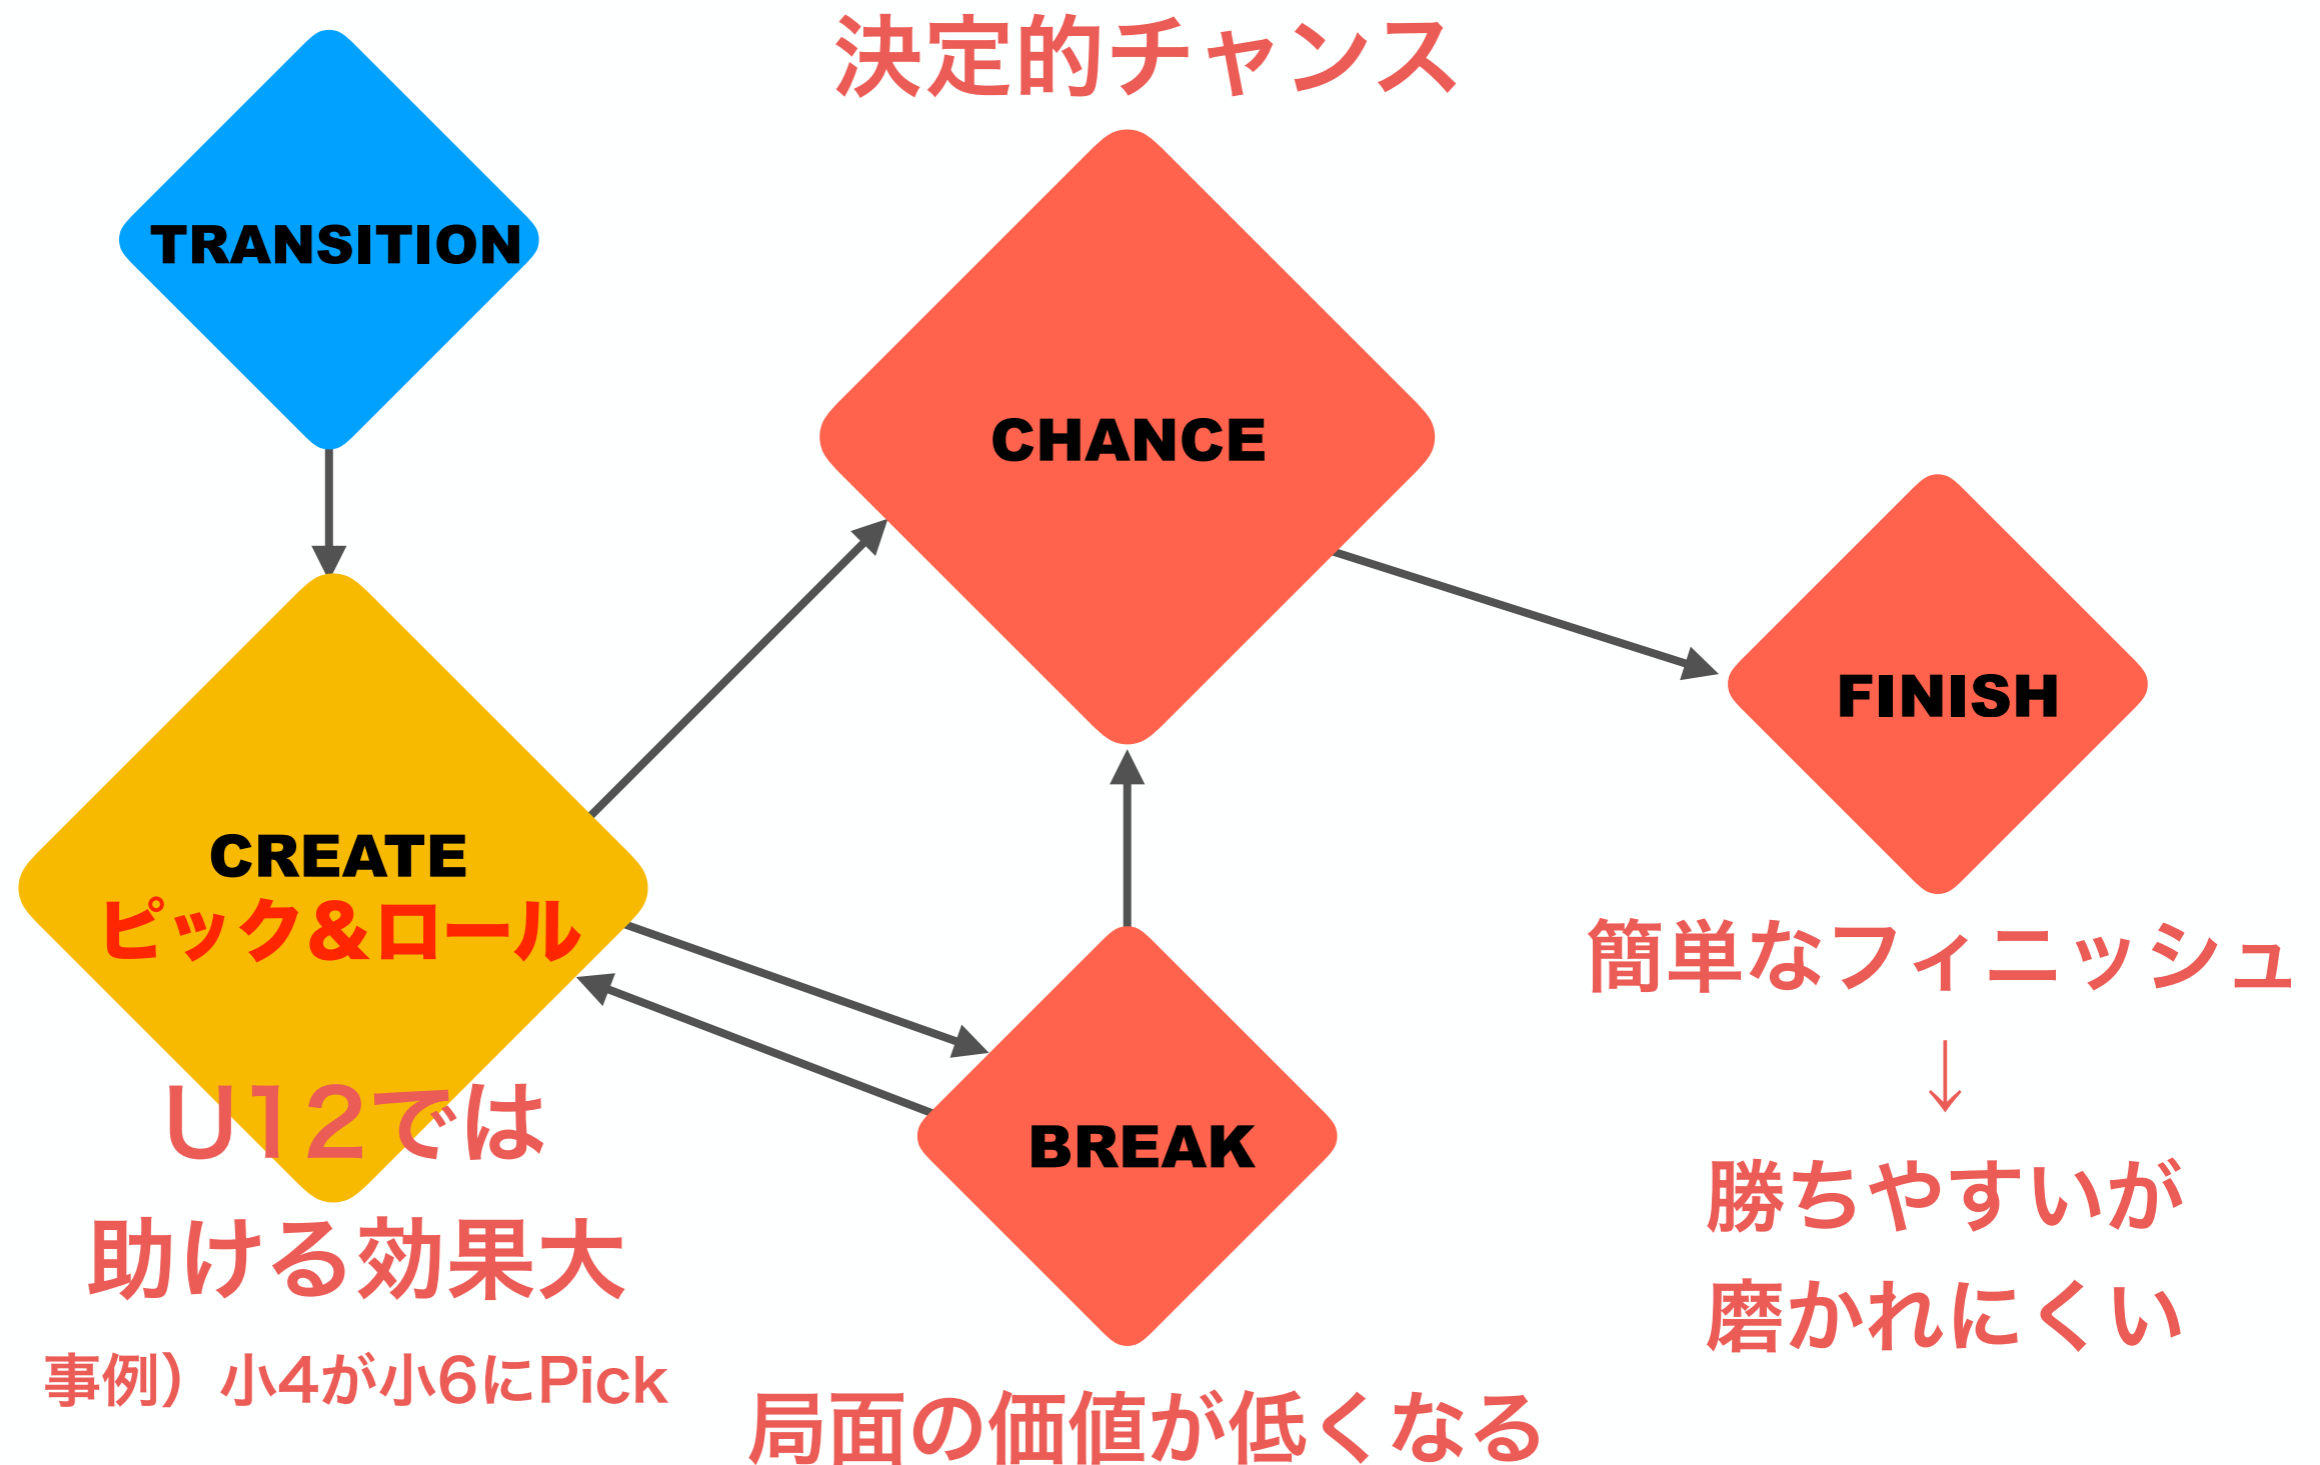 決定的チャンス
TRANSITION
CHANCE
FINISH
CREATE
ピック&ロール
簡単なフィニッシュ
↓
勝ちやすいが
磨かれにくい
U12では
助ける効果大
事例）小4が小6にPick
BREAK
局面の価値が低くなる